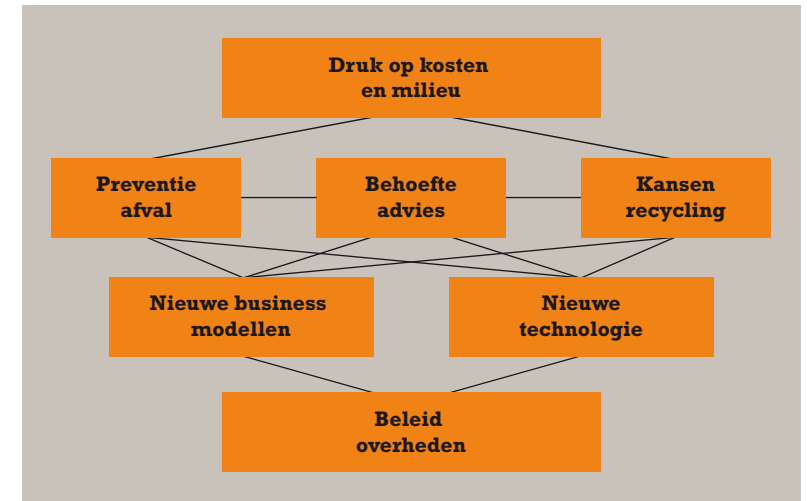 Druk op kosten
en milieu
Preventie
afval
Behoefte
advies
Kansen
recycling
Nieuwe business
modellen
Nieuwe
technologie
Beleid
overheden